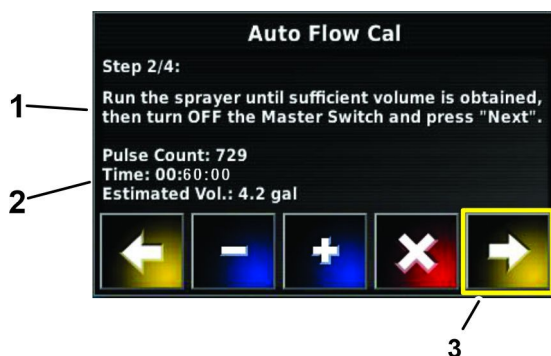 Auto Flow Cal
Step 2/4:
1
Run the sprayer until sufficient volume is obtained,
then turn OFF the Master Switch and press "Next".
Pulse Count: 729
2
Time: 00:60:00
Estimated Vol.: 4.2 gal
3